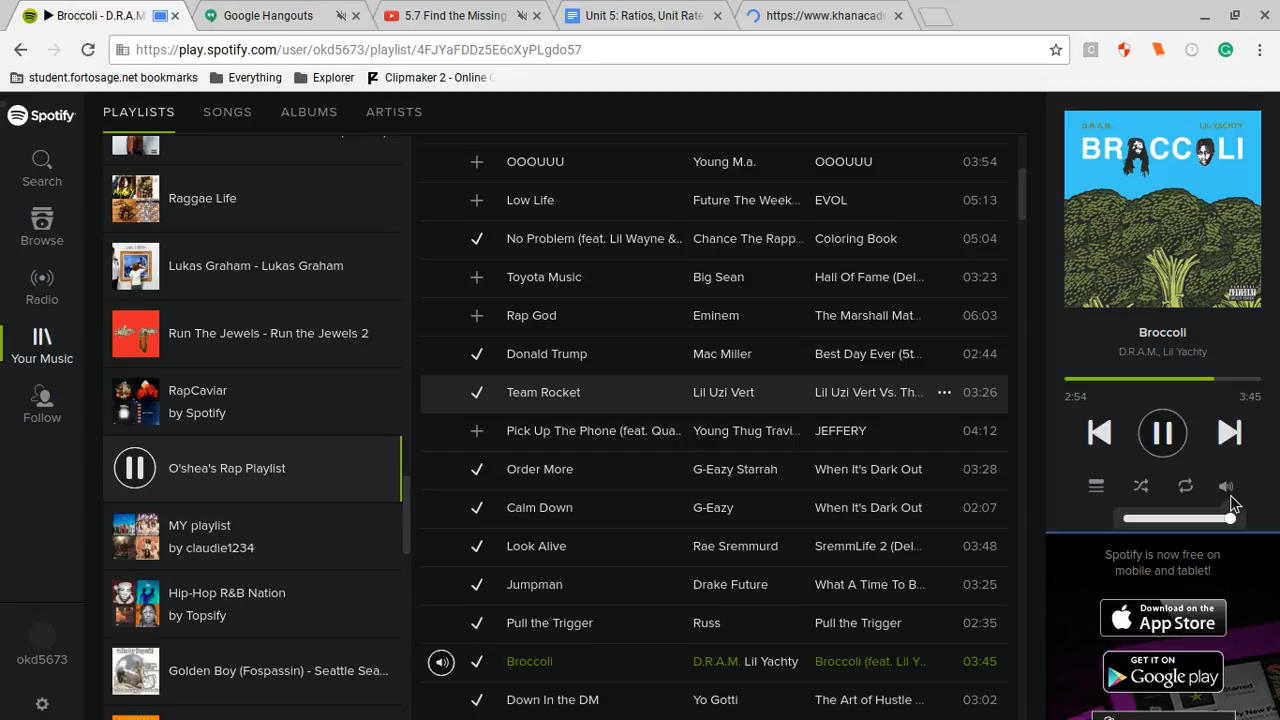 ▶ Broccoli - D.R.A.M
Google Hangouts
5.7 Find the Missing
Unit 5: Ratios, Unit Rate
https://www.khanacade
https://play.spotify.com/user/okd5673/playlist/4FJYaFDDz5E6cXyPLgdo57
student.fortosage.net bookmarks
Everything
Explorer
Clipmaker 2 - Online
Spotify
PLAYLISTS
SONGS
ALBUMS
ARTISTS
Search
Browse
Radio
Your Music
Follow
okd5673
Raggae Life
Lukas Graham - Lukas Graham
Run The Jewels - Run the Jewels 2
RapCaviar
by Spotify
O'shea's Rap Playlist
MY playlist
by claudie1234
Hip-Hop R&B Nation
by Topsify
Golden Boy (Fospassin) - Seattle Sea...
OOOUUU Young M.a. OOOUUU 03:54
Low Life Future The Week... EVOL 05:13
No Problem (feat. Lil Wayne &.. Chance The Rapp... Coloring Book 05:04
Toyota Music Big Sean Hall Of Fame (Del... 03:23
Rap God Eminem The Marshall Mat... 06:03
Donald Trump Mac Miller Best Day Ever (5t... 02:44
Team Rocket Lil Uzi Vert Lil Uzi Vert Vs. Th... ••• 03:26
Pick Up The Phone (feat. Qua.. Young Thug Travi... JEFFERY 04:12
Order More G-Eazy Starrah When It's Dark Out 03:28
Calm Down G-Eazy When It's Dark Out 02:07
Look Alive Rae Sremmurd SremmLife 2 (Del... 03:48
Jumpman Drake Future What A Time To B... 03:25
Pull the Trigger Russ Pull the Trigger 02:35
Broccoli D.R.A.M. Lil Yachty Broccoli (feat. Lil Y.. 03:45
Down In the DM Yo Gotti The Art of Hustle ... 03:02
D.R.A.M. LIL YACHTY
BROCCOLI
Broccoli
D.R.A.M., Lil Yachty
2:54 3:45
Spotify is now free on
mobile and tablet!
Download on the
App Store
GET IT ON
Google play